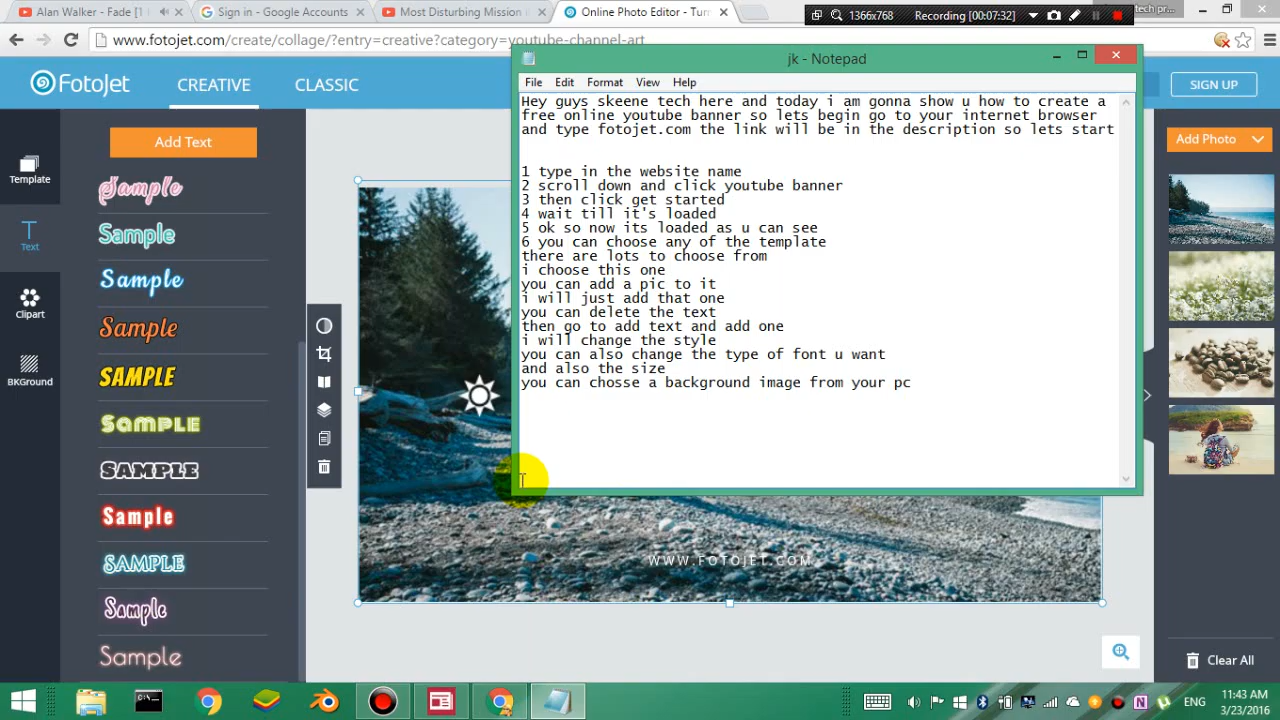 Alan Walker - Fade [1
Sign in - Google Accounts
Most Disturbing Mission i
Online Photo Editor - Tur
1366x768
Recording [00:07:32]
tech pr
www.fotojet.com/create/collage/?entry=creative?category=youtube-channel-art
FotoJet
CREATIVE
CLASSIC
SIGN UP
jk - Notepad
File Edit Format View Help
Hey guys skeene tech here and today i am gonna show u how to create a
free online youtube banner so lets begin go to your internet browser
and type fotojet.com the link will be in the description so lets start
1 type in the website name
2 scroll down and click youtube banner
3 then click get started
4 wait till it's loaded
5 ok so now its loaded as u can see
6 you can choose any of the template
there are lots to choose from
i choose this one
you can add a pic to it
i will just add that one
you can delete the text
then go to add text and add one
i will change the style
you can also change the type of font u want
and also the size
you can chosse a background image from your pc
Template
Text
Clipart
BKGround
Add Text
Sample
Sample
Sample
Sample
SAMPLE
SAMPLE
SAMPLE
Sample
SAMPLE
Sample
Sample
WWW.FOTOJET.COM
Add Photo
Clear All
ENG
11:43 AM
3/23/2016